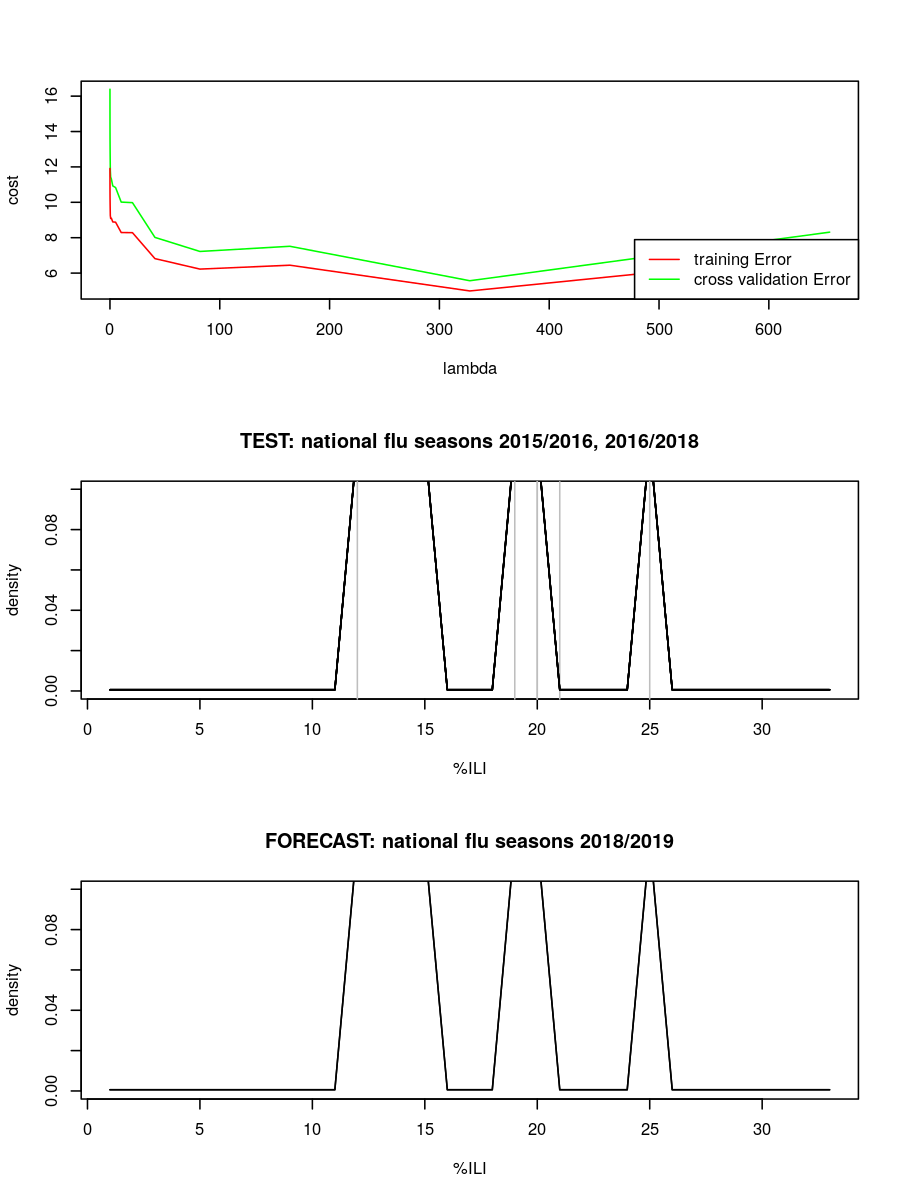 cost
16
14
12
10
8
6
training Error
cross validation Error
0 100 200 300 400 500 600
lambda
TEST: national flu seasons 2015/2016, 2016/2018
density
0.08
0.04
0.00
0 5 10 15 20 25 30
%ILI
FORECAST: national flu seasons 2018/2019
density
0.08
0.04
0.00
0 5 10 15 20 25 30
%ILI